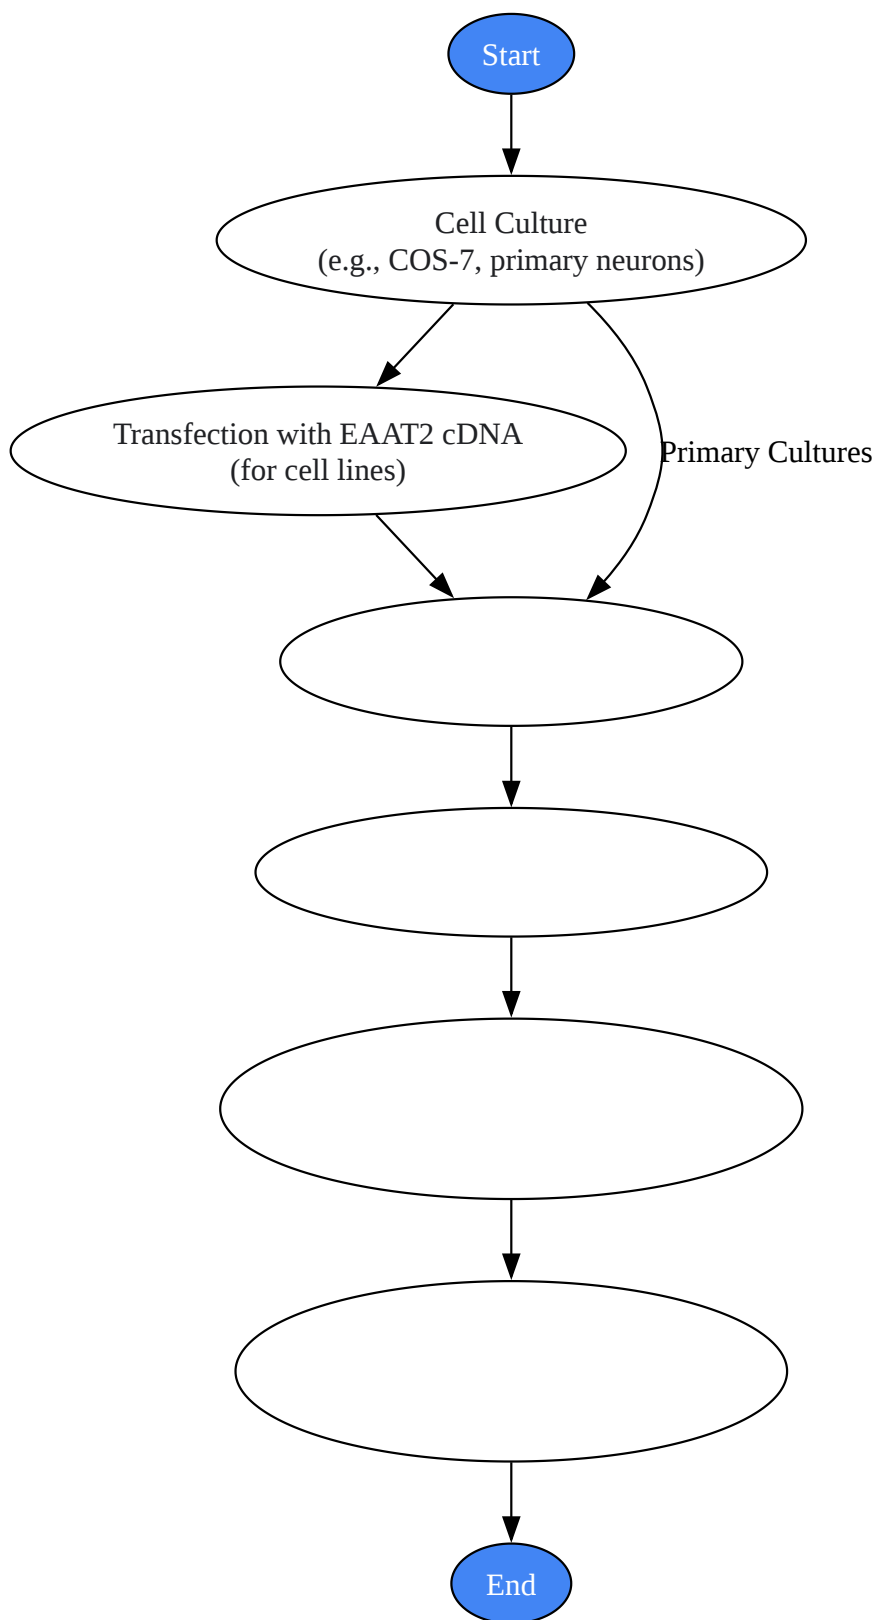 Start
Cell Culture
(e.g., COS-7, primary neurons)
Transfection with EAAT2 cDNA
(for cell lines)
Primary Cultures
End